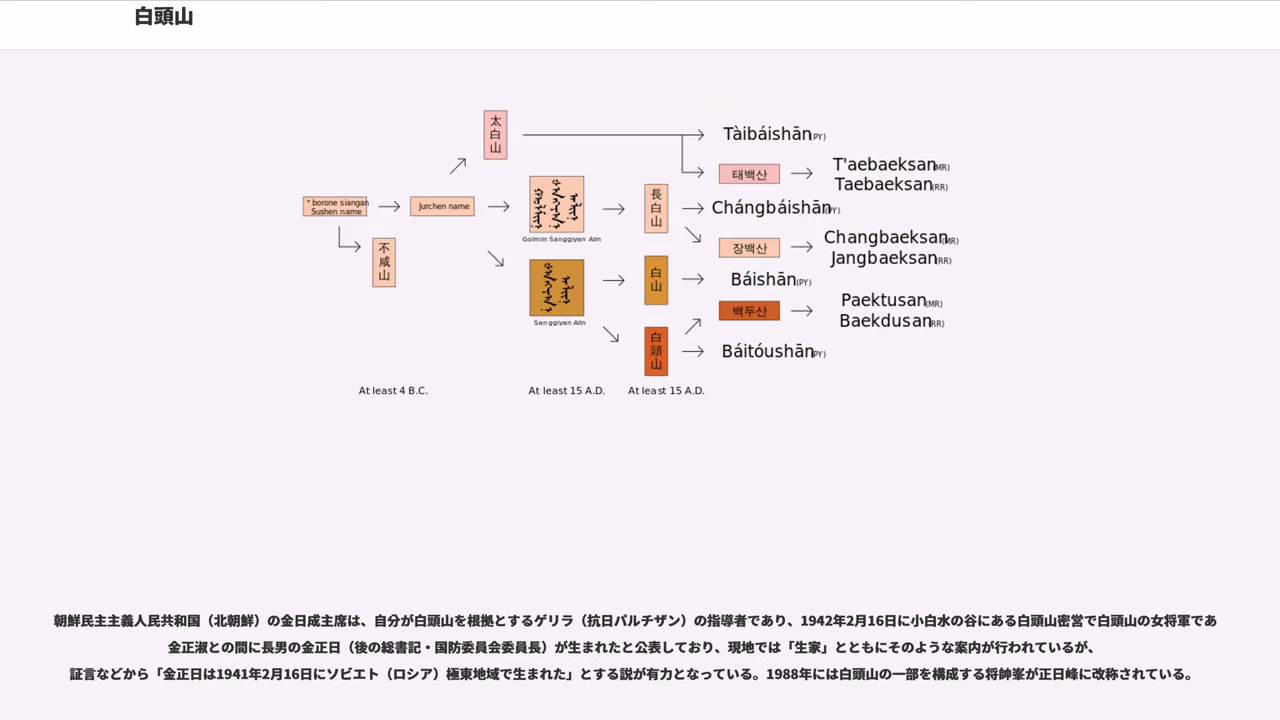 白頭山
太白山
Tàibáishān(PY)
태백산
T'aebaeksan(MR)
Taebaeksan(RR)
* borone siangan
Sushen name
Jurchen name
Golmin Sanggiyan Alin
長白山
Chángbáishān(PY)
장백산
Changbaeksan(MR)
Jangbaeksan(RR)
不咸山
Sanggiyan Alin
白山
Báishān(PY)
백두산
Paektusan(MR)
Baekdusan(RR)
白頭山
Báitóushān(PY)
At least 4 B.C.
At least 15 A.D.
At least 15 A.D.
朝鮮民主主義人民共和国（北朝鮮）の金日成主席は、自分が白頭山を根拠とするゲリラ（抗日パルチザン）の指導者であり、1942年2月16日に小白水の谷にある白頭山密営で白頭山の女将軍であ
金正淑との間に長男の金正日（後の総書記・国防委員会委員長）が生まれたと公表しており、現地では「生家」とともにそのような案内が行われているが、
証言などから「金正日は1941年2月16日にソビエト（ロシア）極東地域で生まれた」とする説が有力となっている。1988年には白頭山の一部を構成する将帥峯が正日峰に改称されている。